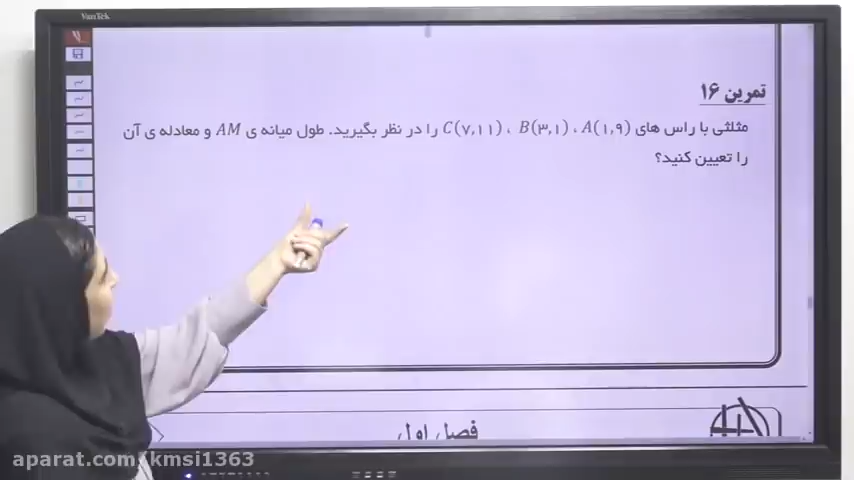 VanTek
تمرین ۱۶
مثلثی با راس های A(۱,۹) ، B(۳,۱) ، C(۷,۱۱) را در نظر بگیرید. طول میانه ی AM و معادله ی آن
را تعیین کنید؟
فصل اول
aparat.com/kmsi1363